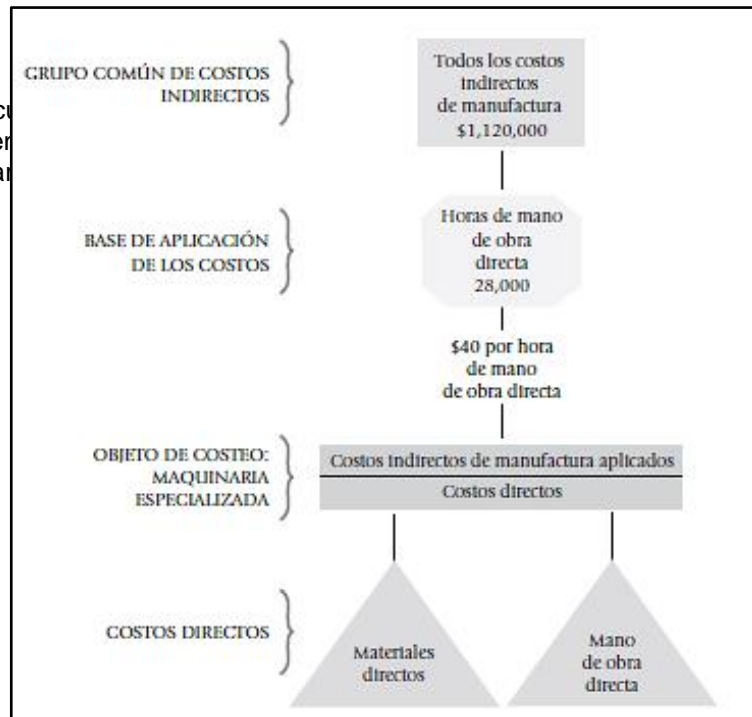 GRUPO COMÚN DE COSTOS
INDIRECTOS
Todos los costos
indirectos
de manufactura
$1,120,000
BASE DE APLICACIÓN
DE LOS COSTOS
Horas de mano
de obra
directa
28,000
$40 por hora
de mano
de obra directa
OBJETO DE COSTEO:
MAQUINARIA
ESPECIALIZADA
Costos indirectos de manufactura aplicados
Costos directos
COSTOS DIRECTOS
Materiales
directos
Mano
de obra
directa